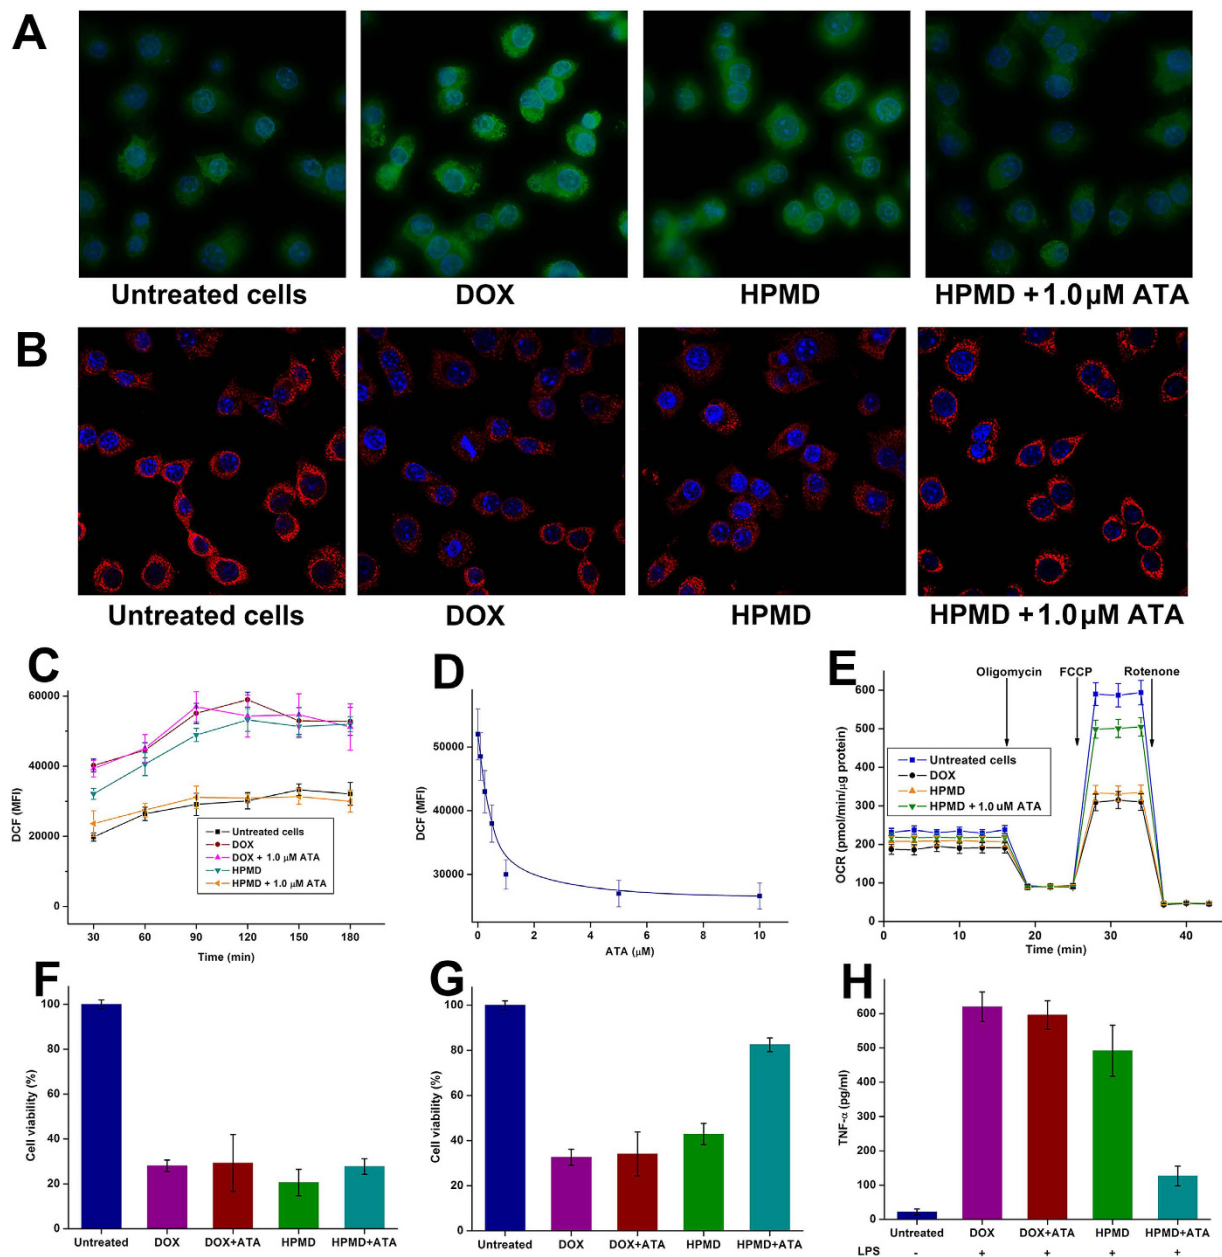 A
Untreated cells
DOX
HPMD
HPMD + 1.0 µM ATA
B
Untreated cells
DOX
HPMD
HPMD + 1.0 µM ATA
C
60000
40000
20000
0
DCF (MFI)
30 60 90 120 150 180
Time (min)
Untreated cells
DOX
DOX + 1.0 µM ATA
HPMD
HPMD + 1.0 µM ATA
D
50000
40000
30000
DCF (MFI)
0 2 4 6 8 10
ATA (µM)
E
Oligomycin
FCCP
Rotenone
600
500
400
300
200
100
0
OCR (pmol/min/µg protein)
Untreated cells
DOX
HPMD
HPMD + 1.0 uM ATA
0 10 20 30 40
Time (min)
F
100
80
60
40
20
0
Cell viability (%)
Untreated DOX DOX+ATA HPMD HPMD+ATA
G
100
80
60
40
20
0
Cell viability (%)
Untreated DOX DOX+ATA HPMD HPMD+ATA
H
600
500
400
300
200
100
0
TNF-α (pg/ml)
Untreated DOX DOX+ATA HPMD HPMD+ATA
LPS - + + + +